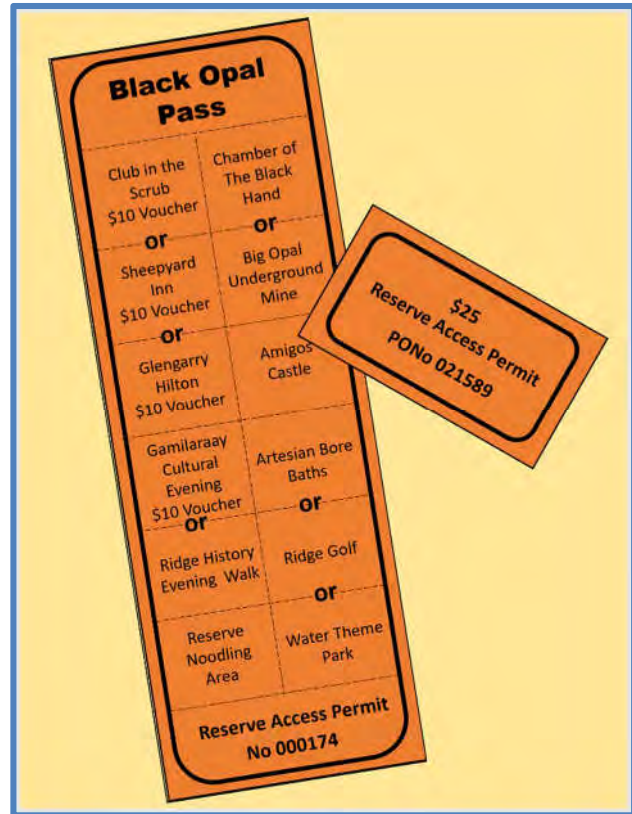 Black Opal
Pass
Club in the
Scrub
$10 Voucher
or
Sheepyard
Inn
$10 Voucher
or
Glengarry
Hilton
$10 Voucher
Gamilaraay
Cultural
Evening
$10 Voucher
or
Ridge History
Evening Walk
Reserve
Noodling
Area
Chamber of
The Black
Hand
or
Big Opal
Underground
Mine
Amigos
Castle
Artesian Bore
Baths
or
Ridge Golf
or
Water Theme
Park
Reserve Access Permit
No 000174
$25
Reserve Access Permit
PONo 021589